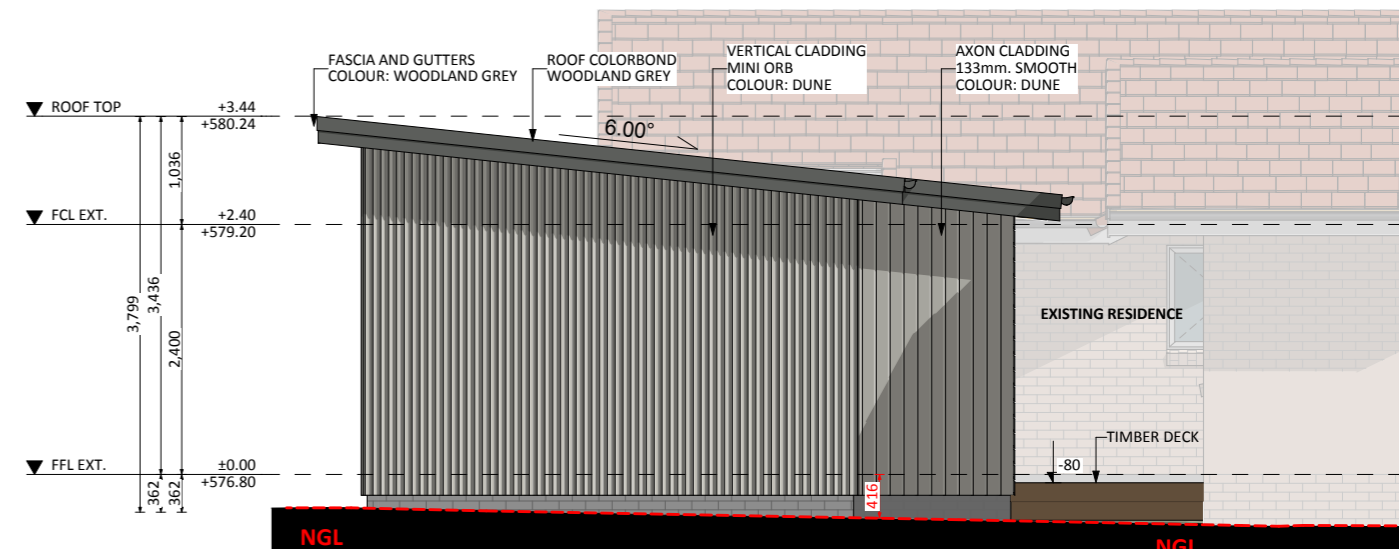 FASCIA AND GUTTERS
COLOUR: WOODLAND GREY
ROOF COLORBOND
WOODLAND GREY
VERTICAL CLADDING
MINI ORB
COLOUR: DUNE
AXON CLADDING
133mm. SMOOTH
COLOUR: DUNE
ROOF TOP
+3.44
+580.24
6.00°
1,036
FCL EXT.
+2.40
+579.20
3,799
3,436
2,400
EXISTING RESIDENCE
TIMBER DECK
-80
FFL EXT.
±0.00
+576.80
362
362
416
NGL
NGL